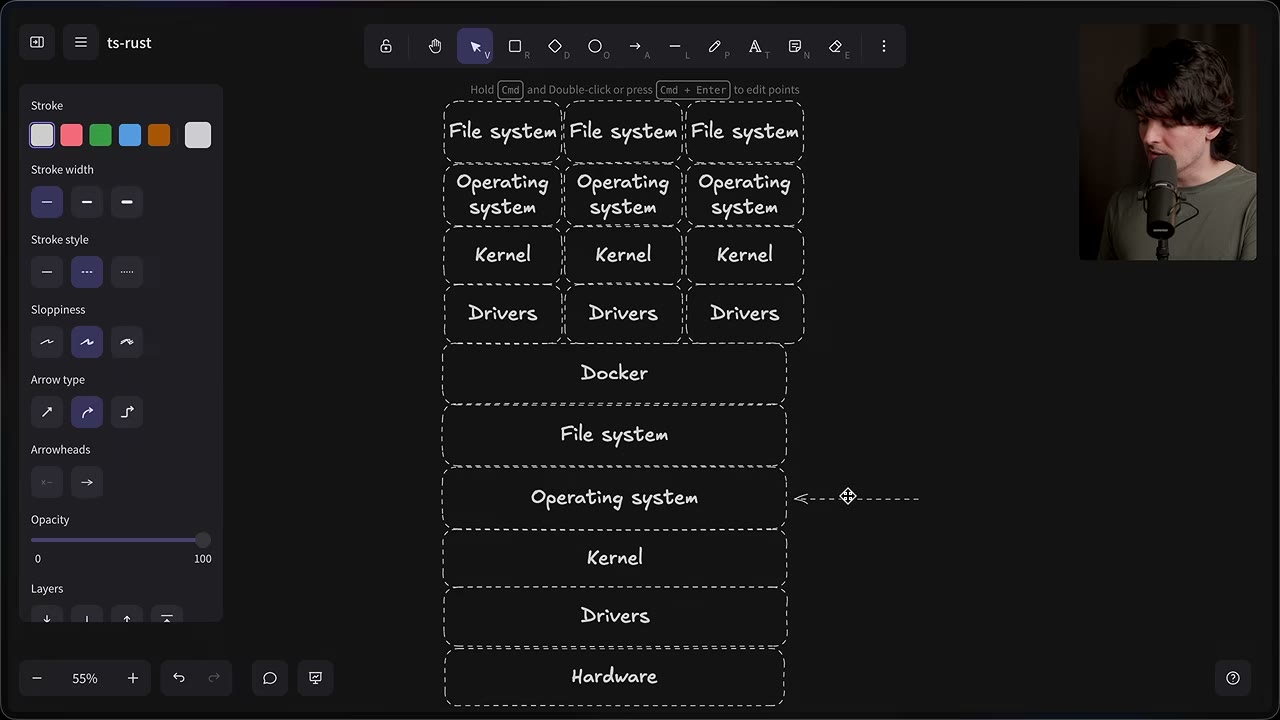 ts-rust
V
R
D
O
A
L
P
T
N
E
Hold Cmd and Double-click or press Cmd + Enter to edit points
Stroke
Stroke width
Stroke style
Sloppiness
Arrow type
Arrowheads
Opacity
0 100
Layers
File system File system File system
Operating system Operating system Operating system
Kernel Kernel Kernel
Drivers Drivers Drivers
Docker
File system
Operating system
Kernel
Drivers
Hardware
55%